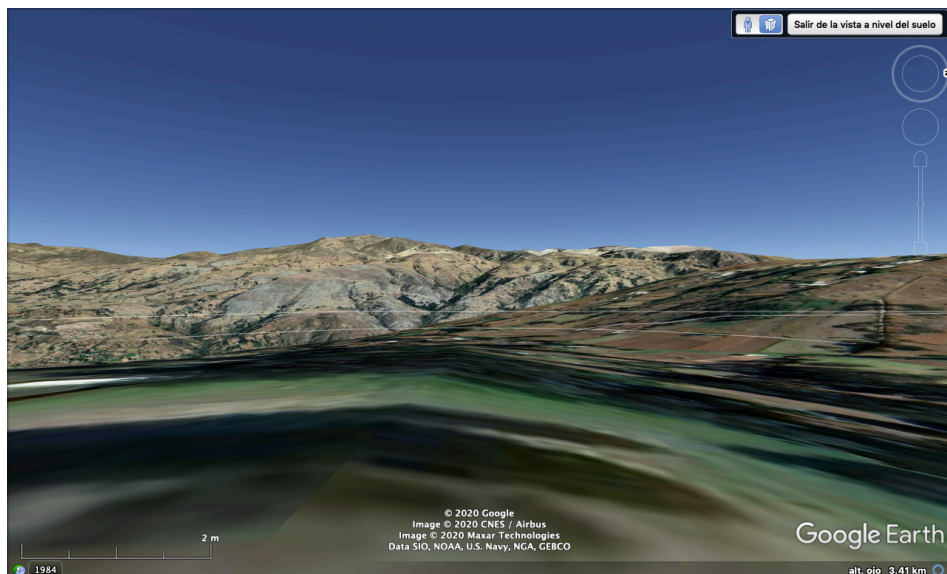 Salir de la vista a nivel del suelo
© 2020 Google
Image © 2020 CNES / Airbus
Image © 2020 Maxar Technologies
Data SIO, NOAA, U.S. Navy, NGA, GEBCO
2 m
Google Earth
1984
alt. ojo 3.41 km